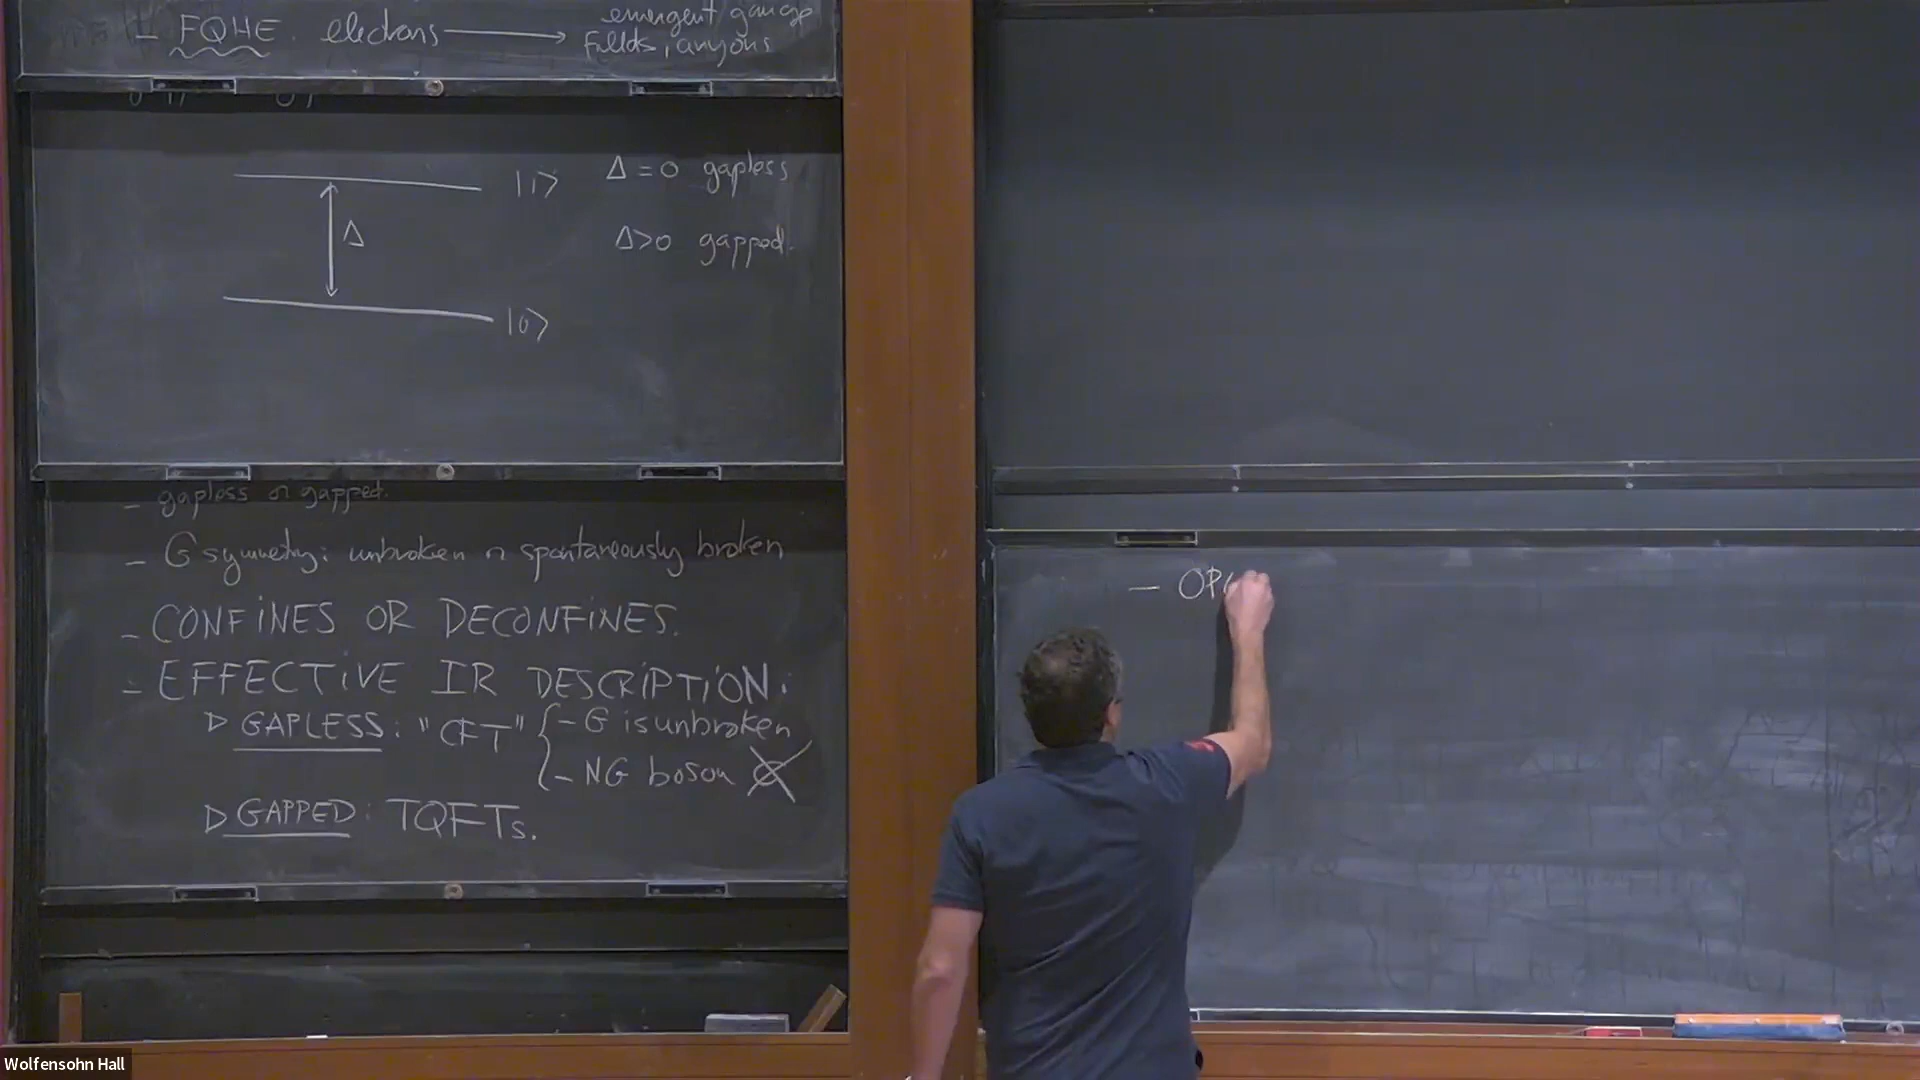 - FQHE. electrons → emergent gauge
fields, anyons
|1> Δ=0 gapless
Δ
Δ>0 gapped.
|0>
- gapless or gapped.
- G symmetry: unbroken or spontaneously broken
- CONFINES OR DECONFINES.
- EFFECTIVE IR DESCRIPTION.
▷ GAPLESS: "CFT" { - G is unbroken
- NG boson
▷ GAPPED: TQFTs.
- OP
Wolfensohn Hall